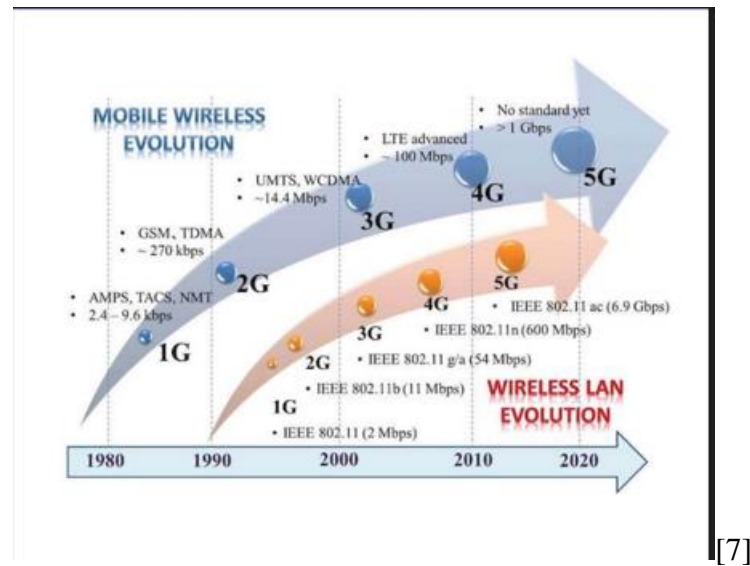 MOBILE WIRELESS
EVOLUTION
• No standard yet
• > 1 Gbps
5G
• LTE advanced
• ~ 100 Mbps
4G
• UMTS, WCDMA
• ~14.4 Mbps
3G
• GSM, TDMA
• ~ 270 kbps
2G
• AMPS, TACS, NMT
• 2.4 – 9.6 kbps
1G
5G
• IEEE 802.11 ac (6.9 Gbps)
4G
• IEEE 802.11n (600 Mbps)
3G
• IEEE 802.11 g/a (54 Mbps)
2G
• IEEE 802.11b (11 Mbps)
1G
• IEEE 802.11 (2 Mbps)
WIRELESS LAN
EVOLUTION
1980 1990 2000 2010 2020
[7]